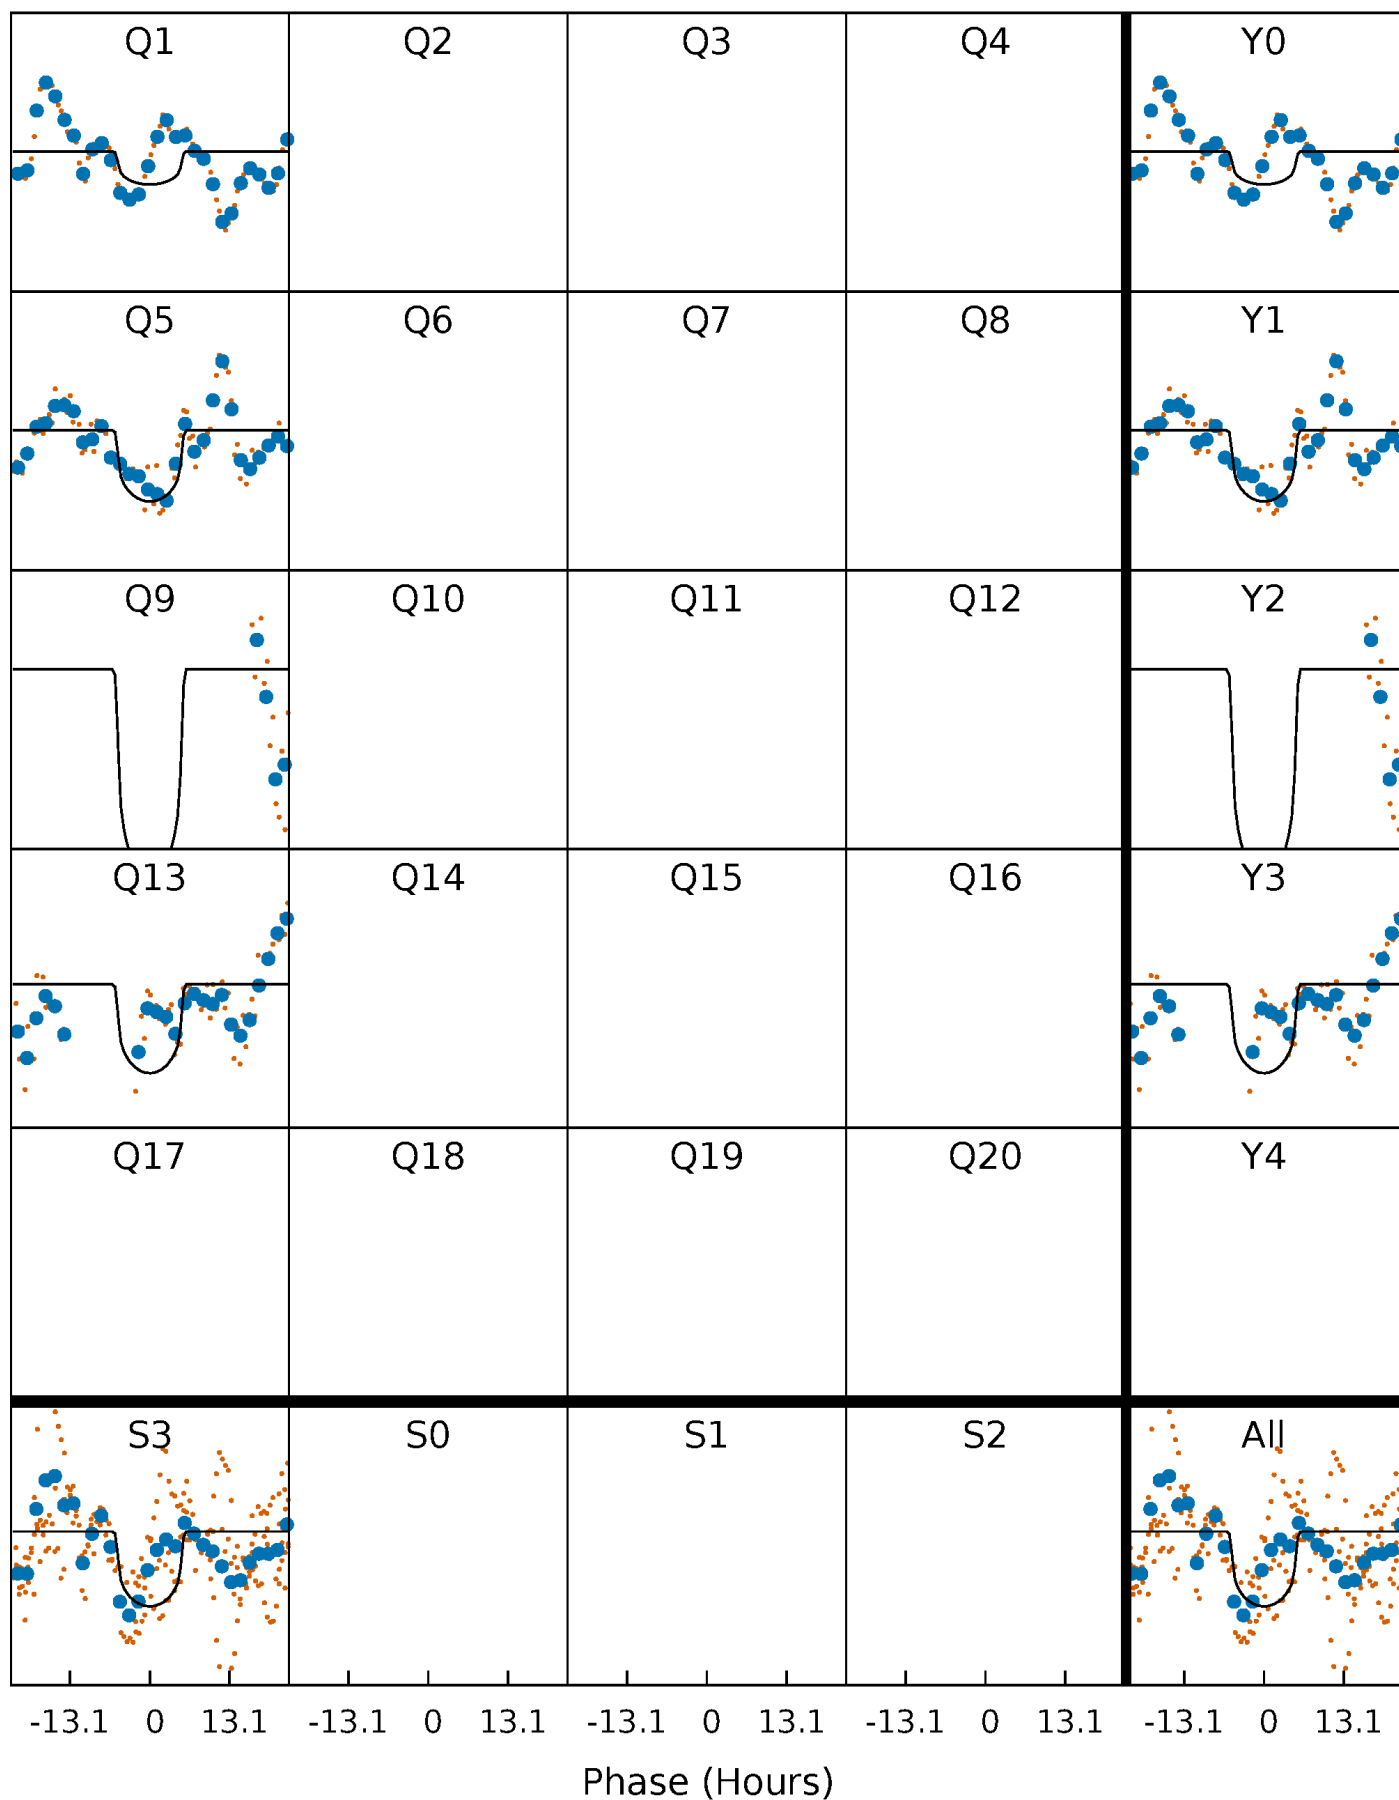 Q1 Q2 Q3 Q4 Y0
Q5 Q6 Q7 Q8 Y1
Q9 Q10 Q11 Q12 Y2
Q13 Q14 Q15 Q16 Y3
Q17 Q18 Q19 Q20 Y4
S3 S0 S1 S2 All
-13.1 0 13.1 -13.1 0 13.1 -13.1 0 13.1 -13.1 0 13.1 -13.1 0 13.1
Phase (Hours)